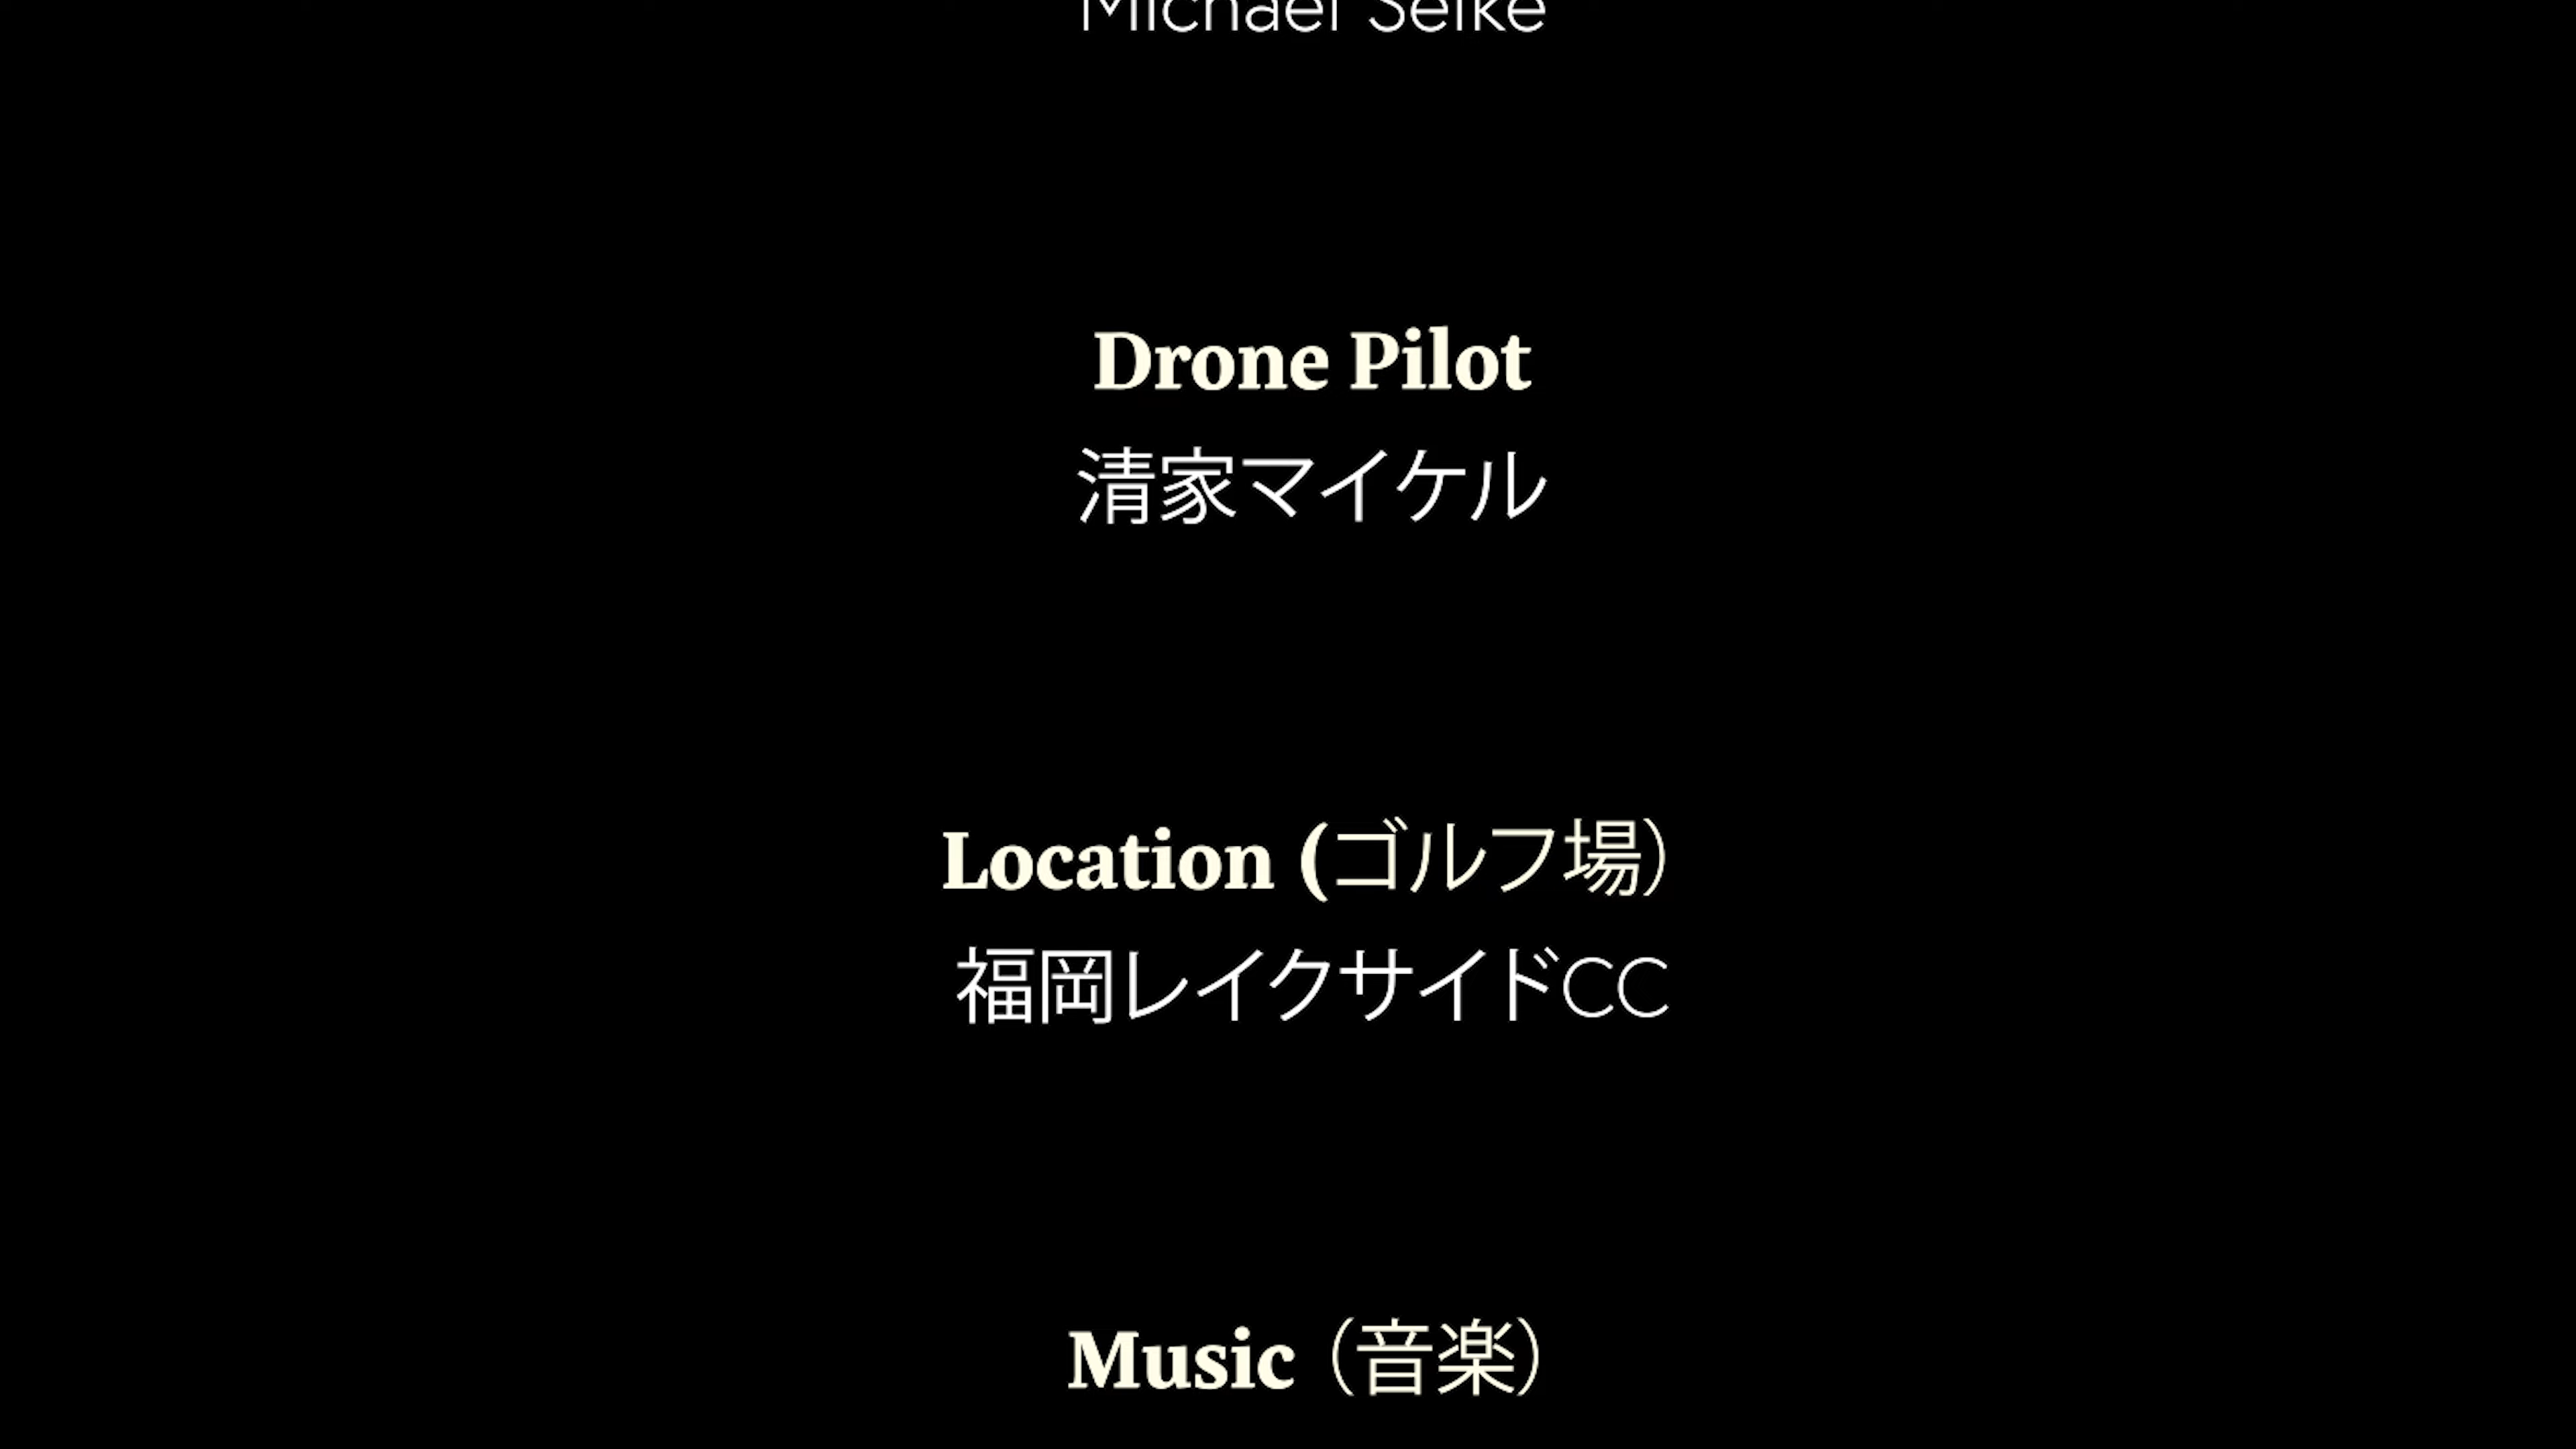 Michael Seike
Drone Pilot
清家マイケル
Location (ゴルフ場）
福岡レイクサイドCC
Music（音楽）